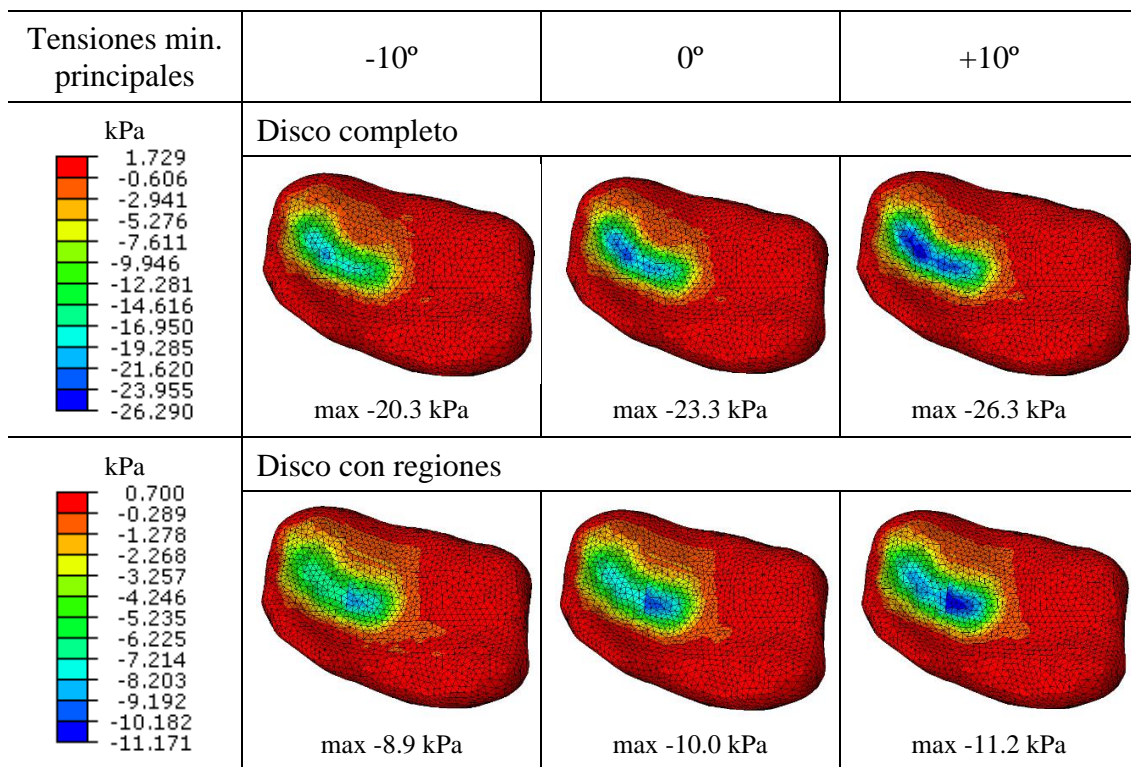 Tensiones min.
principales
-10º
0º
+10º
kPa
1.729
-0.606
-2.941
-5.276
-7.611
-9.946
-12.281
-14.616
-16.950
-19.285
-21.620
-23.955
-26.290
Disco completo
max -20.3 kPa
max -23.3 kPa
max -26.3 kPa
kPa
0.700
-0.289
-1.278
-2.268
-3.257
-4.246
-5.235
-6.225
-7.214
-8.203
-9.192
-10.182
-11.171
Disco con regiones
max -8.9 kPa
max -10.0 kPa
max -11.2 kPa